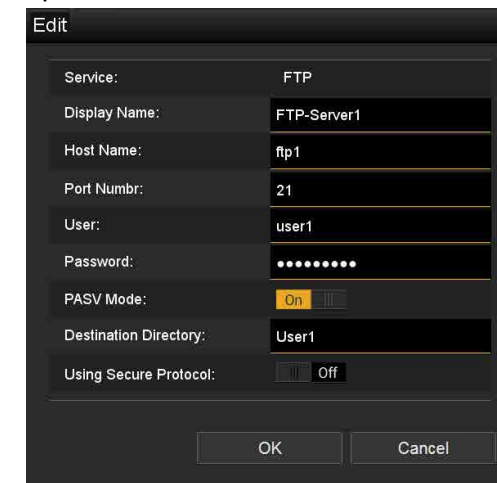 Edit
Service: FTP
Display Name: FTP-Server1
Host Name: ftp1
Port Numbr: 21
User: user1
Password: •••••••••
PASV Mode: On
Destination Directory: User1
Using Secure Protocol: Off
OK Cancel